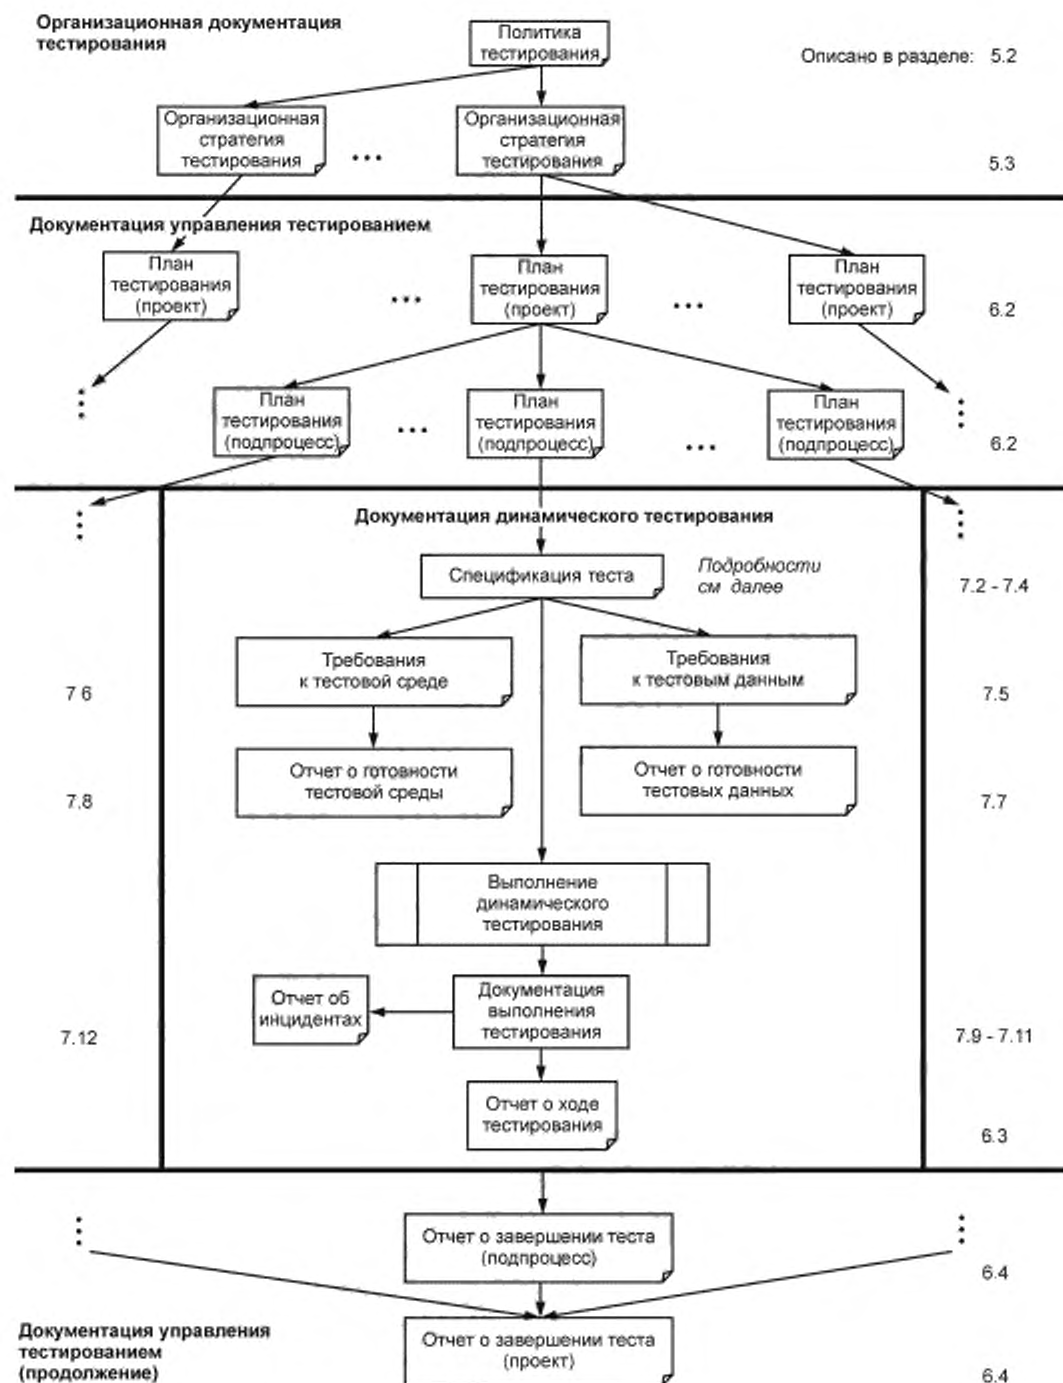 Организационная документация
тестирования
Политика
тестирования
Описано в разделе: 5.2
Организационная
стратегия
тестирования
...
Организационная
стратегия
тестирования
5.3
Документация управления тестированием
План
тестирования
(проект)
...
План
тестирования
(проект)
...
План
тестирования
(проект)
6.2
План
тестирования
(подпроцесс)
...
План
тестирования
(подпроцесс)
...
План
тестирования
(подпроцесс)
6.2
Документация динамического тестирования
Спецификация теста
Подробности
см далее
7.2 - 7.4
7 6
Требования
к тестовой среде
Требования
к тестовым данным
7.5
7.8
Отчет о готовности
тестовой среды
Отчет о готовности
тестовых данных
7.7
Выполнение
динамического
тестирования
7.12
Отчет об
инцидентах
Документация
выполнения
тестирования
7.9 - 7.11
Отчет о ходе
тестирования
6.3
Отчет о завершении теста
(подпроцесс)
6.4
Документация управления
тестированием
(продолжение)
Отчет о завершении теста
(проект)
6.4